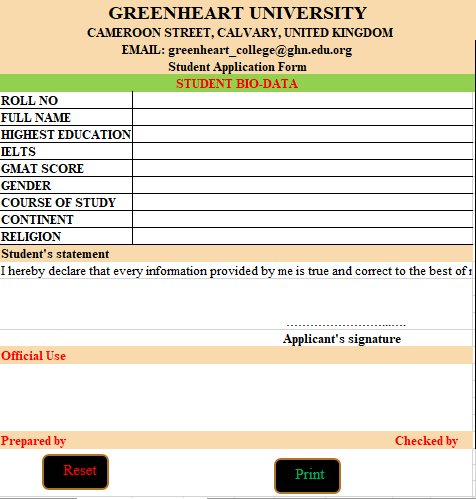 GREENHEART UNIVERSITY
CAMEROON STREET, CALVARY, UNITED KINGDOM
EMAIL: greenheart_college@ghn.edu.org
Student Application Form
STUDENT BIO-DATA
ROLL NO
FULL NAME
HIGHEST EDUCATION
IELTS
GMAT SCORE
GENDER
COURSE OF STUDY
CONTINENT
RELIGION
Student's statement
I hereby declare that every information provided by me is true and correct to the best of
Applicant's signature
Official Use
Prepared by Checked by
Reset Print